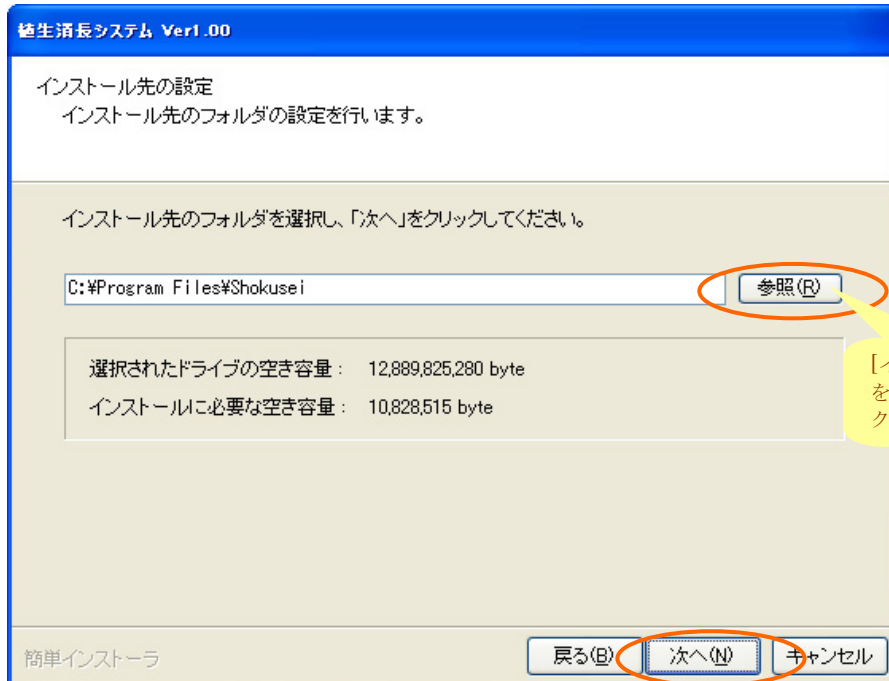 植生消長システム Ver1.00
インストール先の設定
インストール先のフォルダの設定を行います。
インストール先のフォルダを選択し、「次へ」をクリックしてください。
C:¥Program Files¥Shokusei
参照(R)
選択されたドライブの空き容量： 12,889,825,280 byte
インストールに必要な空き容量： 10,828,515 byte
[イ
を
ク
簡単インストーラ
戻る(B)
次へ(N)
キャンセル